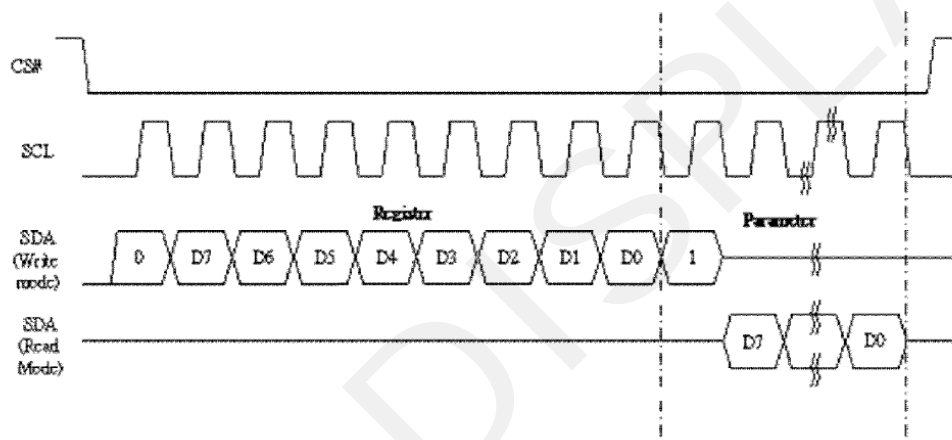 CS#
SCL
Register
Parameter
SDA
(Write
mode)
0 D7 D6 D5 D4 D3 D2 D1 D0 1
SDA
(Read
Mode)
D7 D0
DISPLA